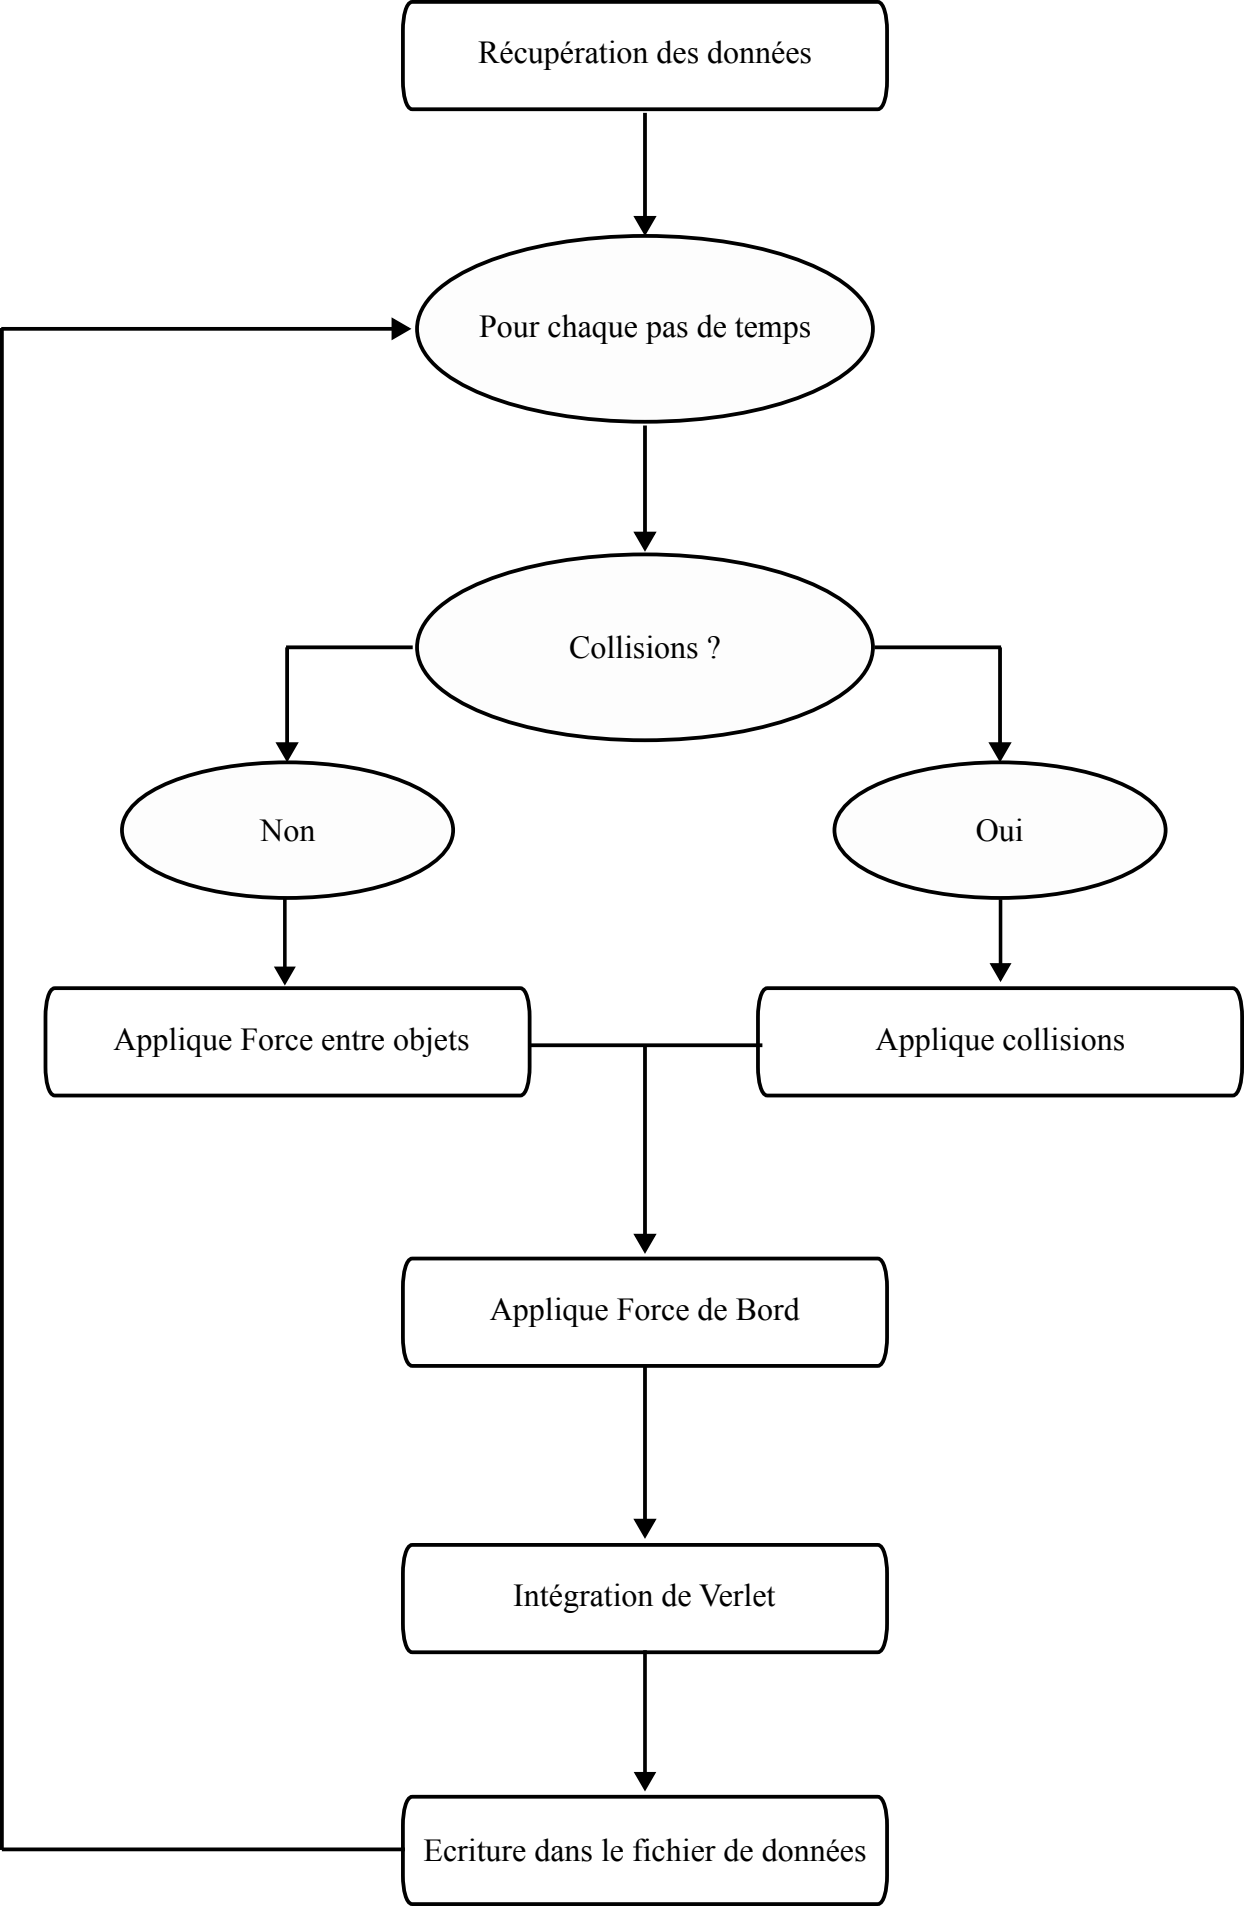 Récupération des données
Pour chaque pas de temps
Collisions ?
Non
Oui
Applique Force entre objets
Applique collisions
Applique Force de Bord
Intégration de Verlet
Ecriture dans le fichier de données